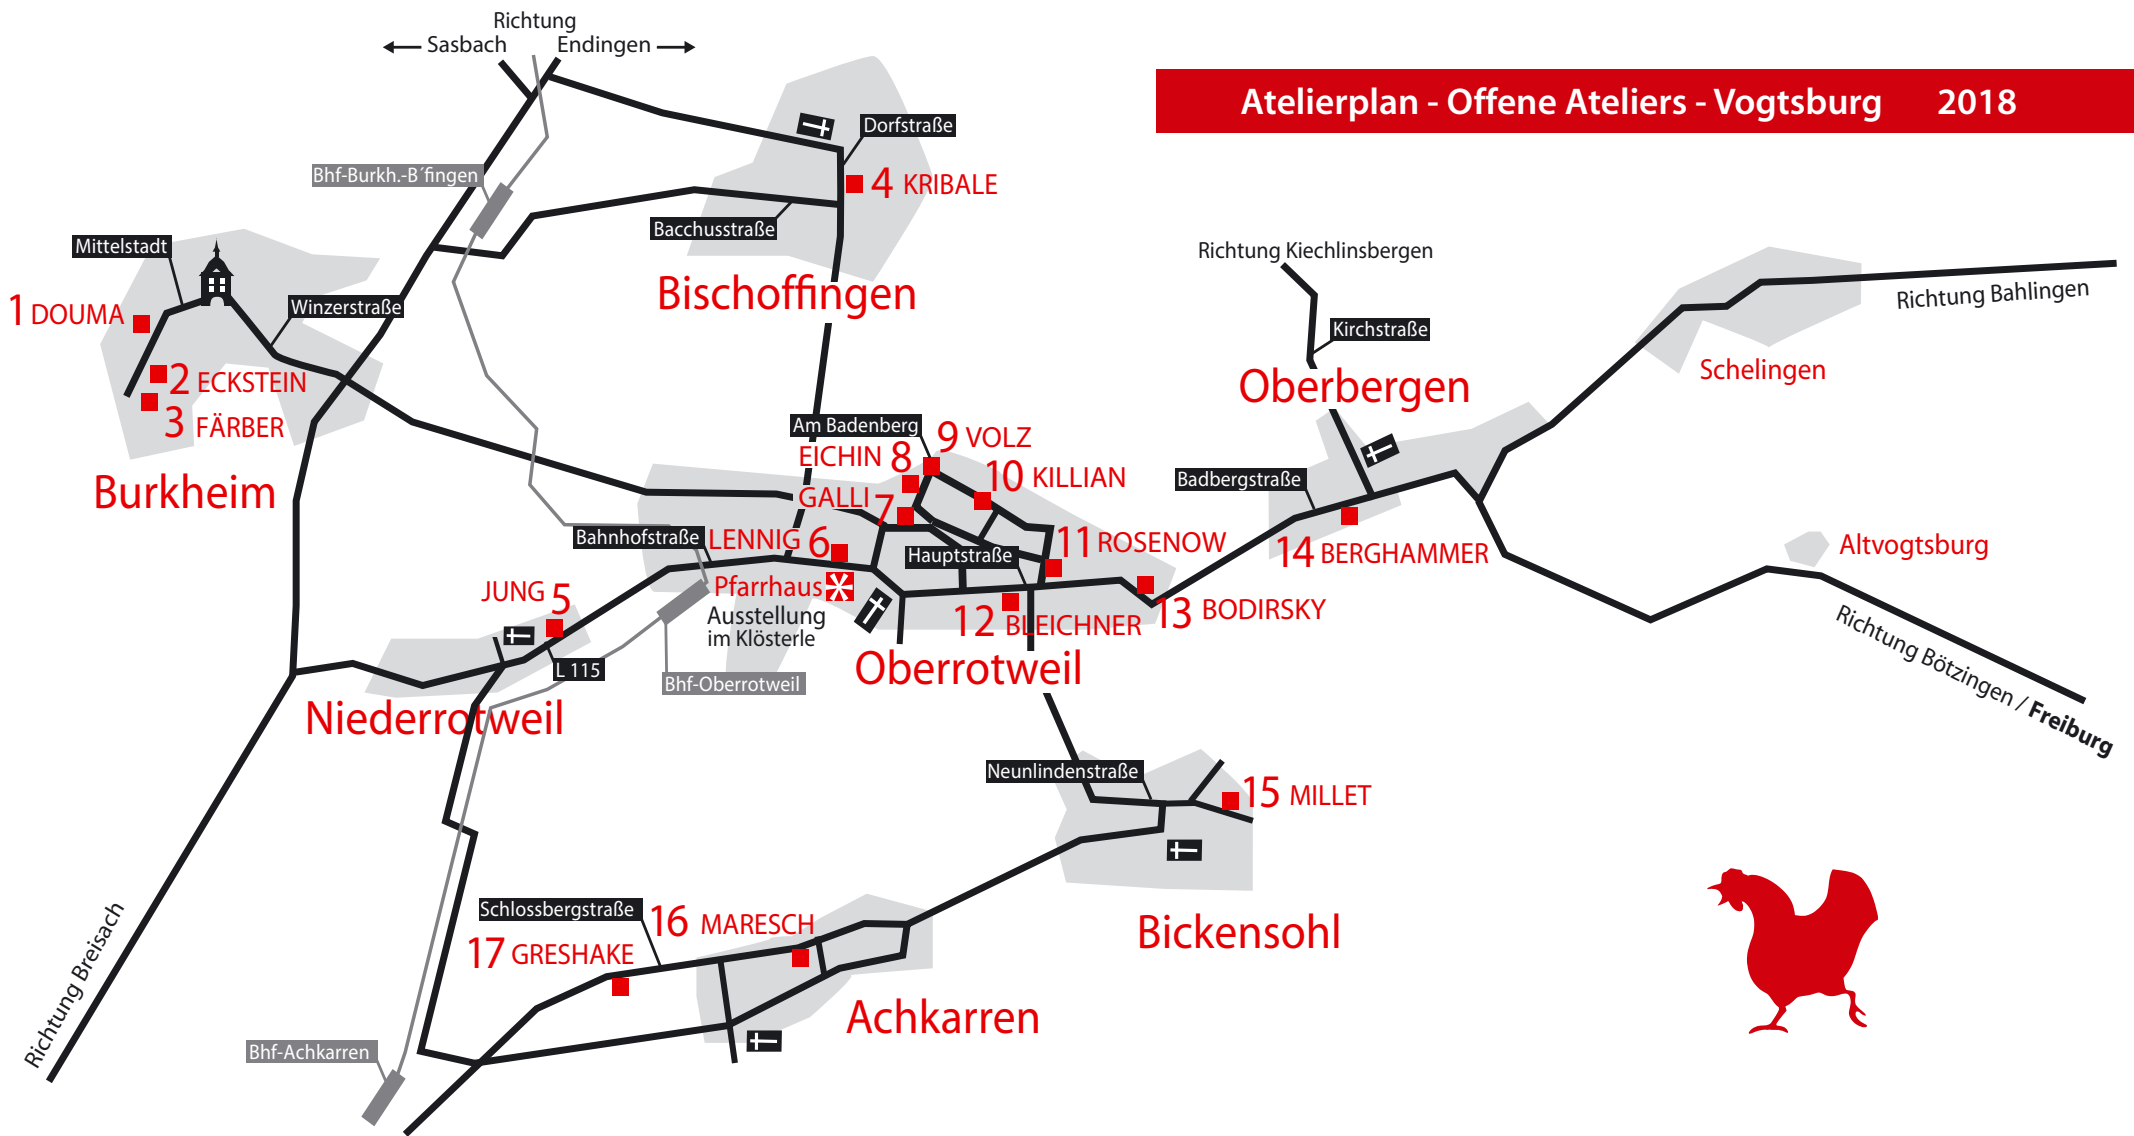 Richtung
Sasbach Endingen
Atelierplan - Offene Ateliers - Vogtsburg 2018
Dorfstraße
Bhf-Burkh.-B´fingen
4 KRIBALE
Bacchusstraße
Mittelstadt
Bischoffingen
Richtung Kiechlinsbergen
Richtung Bahlingen
1 DOUMA
Winzerstraße
Kirchstraße
2 ECKSTEIN
Schelingen
Oberbergen
3 FÄRBER
Burkheim
Am Badenberg
9 VOLZ
EICHIN 8
10 KILLIAN
GALLI 7
Badbergstraße
Bahnhofstraße
LENNIG 6
Hauptstraße
11 ROSENOW
14 BERGHAMMER
Altvogtsburg
JUNG 5
Pfarrhaus
Ausstellung
im Klösterle
12 BLEICHNER
13 BODIRSKY
Oberrotweil
L 115
Bhf-Oberrotweil
Richtung Bötzingen / Freiburg
Niederrotweil
Neunlindenstraße
15 MILLET
Schlossbergstraße
16 MARESCH
17 GRESHAKE
Bickensohl
Richtung Breisach
Achkarren
Bhf-Achkarren